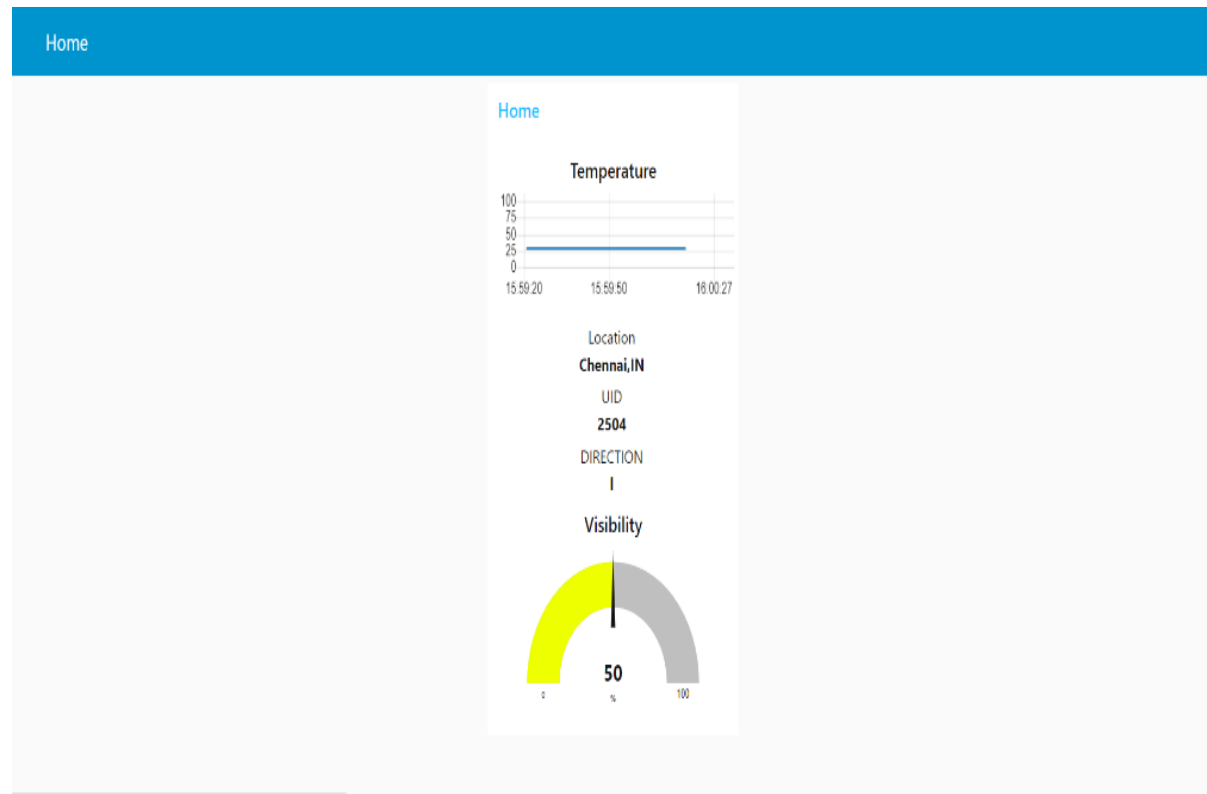 Home
Home
Temperature
100
75
50
25
0
15:59:20 15:59:50 16:00:27
Location
Chennai,IN
UID
2504
DIRECTION
l
Visibility
50
0 % 100